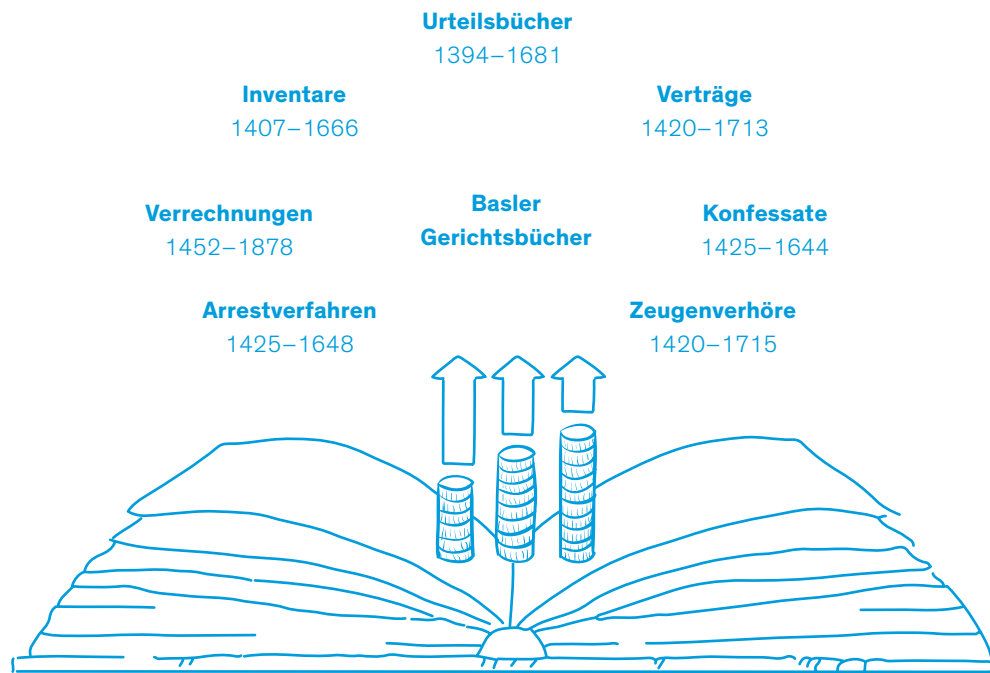 Urteilsbücher
1394–1681
Inventare
1407–1666
Verträge
1420–1713
Verrechnungen
1452–1878
Basler
Gerichtsbücher
Konfessate
1425–1644
Arrestverfahren
1425–1648
Zeugenverhöre
1420–1715